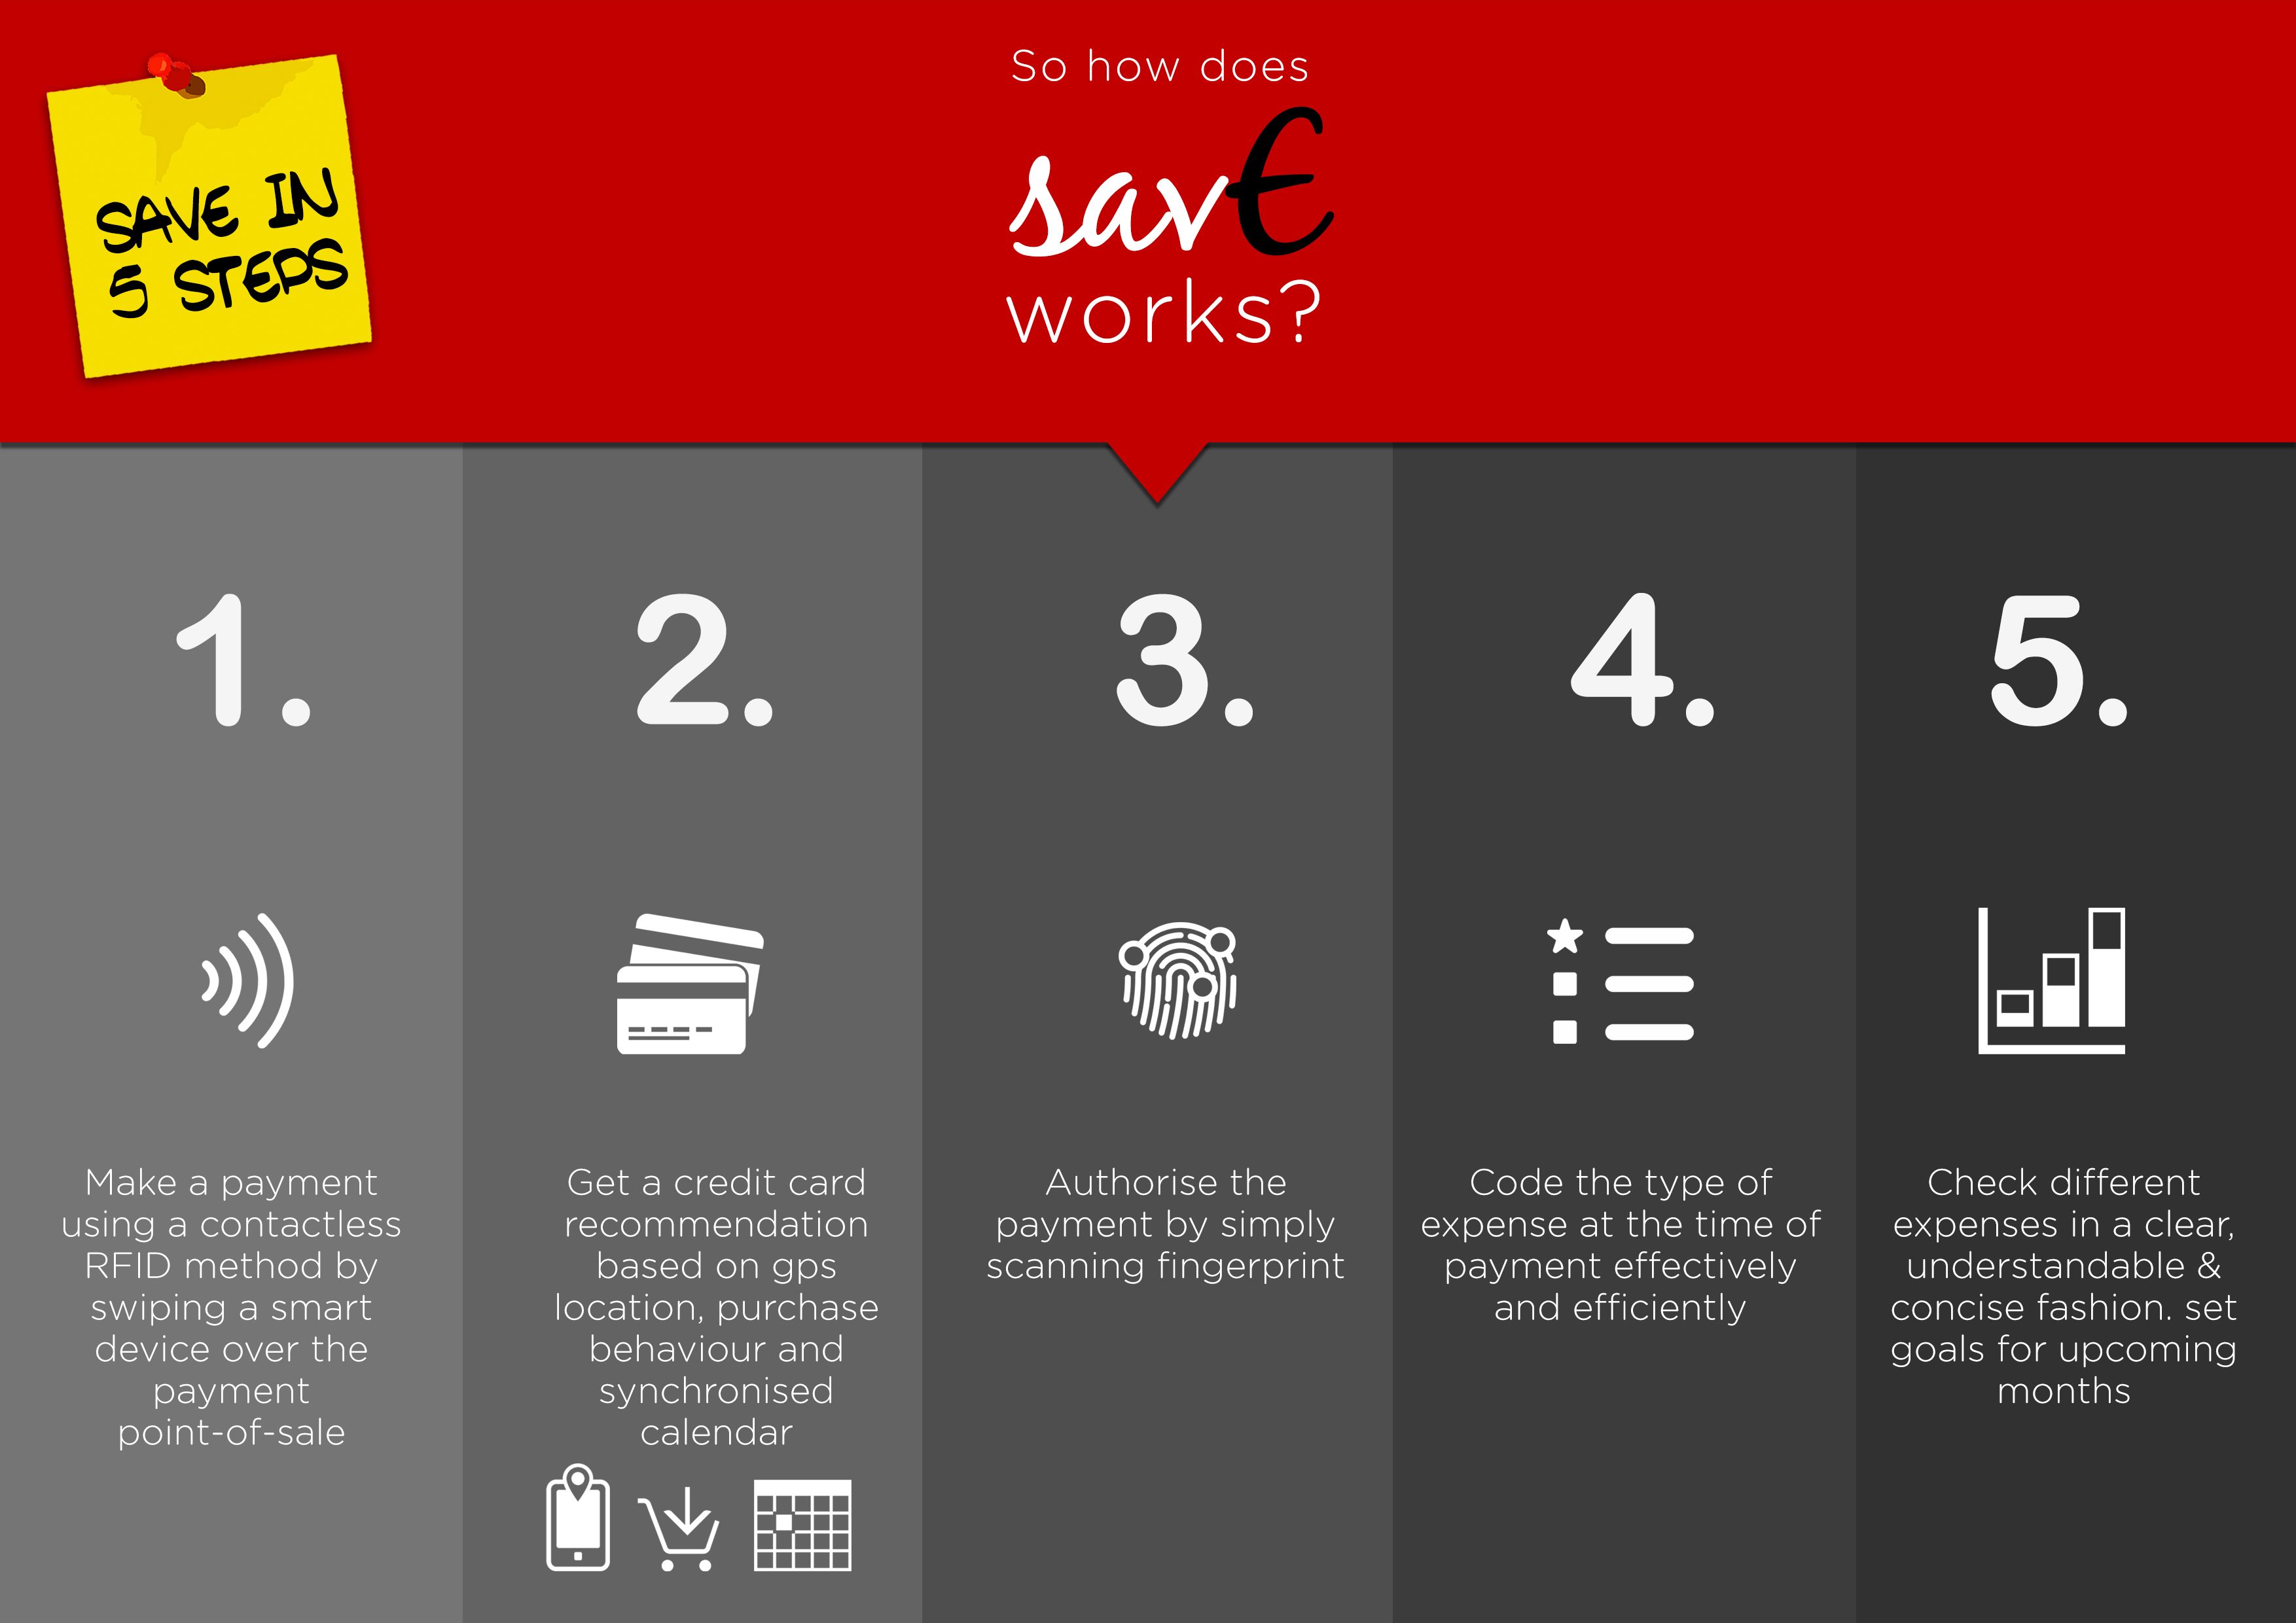 SAVE IN
5 STEPS
So how does
sav€
works?
1.
2.
3.
4.
5.
Make a payment
using a contactless
RFID method by
swiping a smart
device over the
payment
point-of-sale
Get a credit card
recommendation
based on gps
location, purchase
behaviour and
synchronised
calendar
Authorise the
payment by simply
scanning fingerprint
Code the type of
expense at the time of
payment effectively
and efficiently
Check different
expenses in a clear,
understandable &
concise fashion. set
goals for upcoming
months